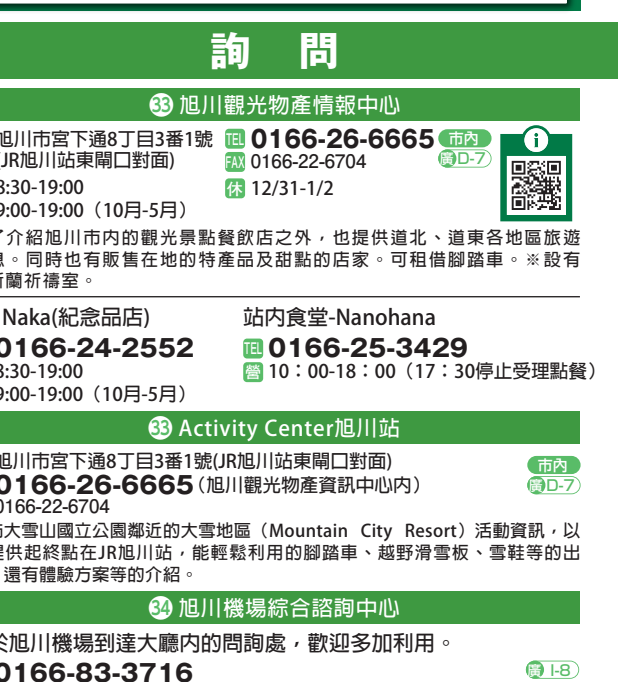 詢 問
33 旭川觀光物產情報中心
旭川市宮下通8丁目3番1號
(JR旭川站東閘口對面)
8:30-19:00
9:00-19:00（10月-5月）
TEL 0166-26-6665 市內
FAX 0166-22-6704 廣D-7
休 12/31-1/2
了介紹旭川市內的觀光景點餐飲店之外，也提供道北、道東各地區旅遊
息。同時也有販售在地的特產品及甜點的店家。可租借腳踏車。※設有
斯蘭祈禱室。
Naka(紀念品店)
0166-24-2552
8:30-19:00
9:00-19:00（10月-5月）
站內食堂-Nanohana
TEL 0166-25-3429
營 10：00-18：00（17：30停止受理點餐）
33 Activity Center旭川站
旭川市宮下通8丁目3番1號(JR旭川站東閘口對面) 市內
0166-26-6665（旭川觀光物產資訊中心內） 廣D-7
0166-22-6704
大雪山國立公園鄰近的大雪地區（Mountain City Resort）活動資訊，以
提供起終點在JR旭川站，能輕鬆利用的腳踏車、越野滑雪板、雪鞋等的出
還有體驗方案等的介紹。
34 旭川機場綜合諮詢中心
於旭川機場到達大廳內的問詢處，歡迎多加利用。
0166-83-3716 廣 I-8